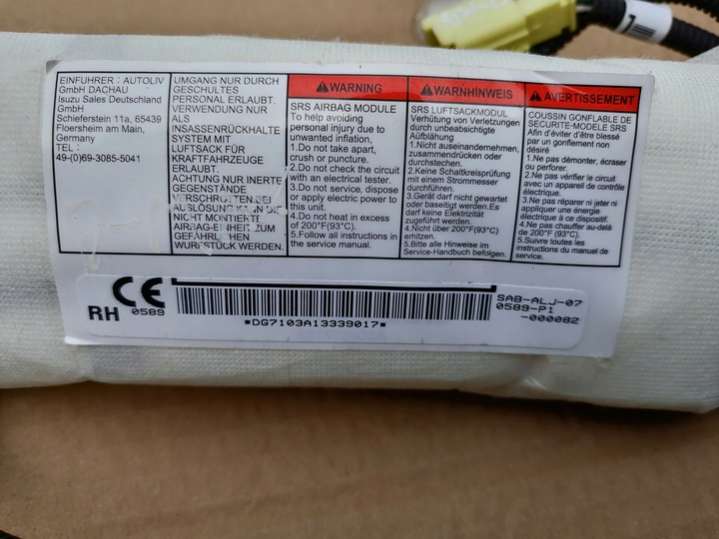 EINFUHRER : AUTOLIV
GmbH DACHAU
Isuzu Sales Deutschland
GmbH
Schieferstein 11a, 65439
Floersheim am Main,
Germany
TEL :
49-(0)69-3085-5041
UMGANG NUR DURCH
GESCHULTES
PERSONAL ERLAUBT.
VERWENDUNG NUR
ALS
INSASSENRÜCKHALTE
SYSTEM MIT
LUFTSACK FÜR
KRAFTFAHRZEUGE
ERLAUBT.
ACHTUNG NUR INERTE
GEGENSTÄNDE
VERSCHROTTEN.BEI
AUSLÖSUNG KANN DIE
NICHT MONTIERTE
AIRBAG-EINHEIT ZUM
GEFÄHRLICHEN
WURFSTÜCK WERDEN.
WARNING
SRS AIRBAG MODULE
To help avoiding
personal injury due to
unwanted inflation.
1.Do not take apart,
crush or puncture.
2.Do not check the circuit
with an electrical tester.
3.Do not service, dispose
or apply electric power to
this unit.
4.Do not heat in excess
of 200°F(93°C).
5.Follow all instructions in
the service manual.
WARNHINWEIS
SRS LUFTSACKMODUL
Verhütung von Verletzungen
durch unbeabsichtigte
Aufblähung
1.Nicht auseinandernehmen,
zusammendrücken oder
durchstechen.
2.Keine Schaltkreisprüfung
mit einem Strommesser
durchführen.
3.Gerät darf nicht gewartet
oder baseitigt werden.Es
darf keine Elektrizität
zugeführt werden.
4.Nicht über 200°F(93°C)
erhitzen.
5.Bitte alle Hinweise im
Service-Handbuch befolgen.
AVERTISSEMENT
COUSSIN GONFLABLE DE
SECURITE-MODELE SRS
Afin d'éviter d'être blessé
par un gonflement non
désiré
1.Ne pas démonter, écraser
ou perforer.
2.Ne pas vérifier le circuit
avec un appareil de contrôle
électrique.
3.Ne pas réparer ni jeter ni
appliquer une énergie
électrique à ce dispositif.
4.Ne pas chauffer au-delà
de 200°F(93°C).
5.Suivre toutes les
instructions du manuel de
service.
RH
CE
0589
*DG7103A13339017*
SAB-ALJ-07
0589-P1
-000082